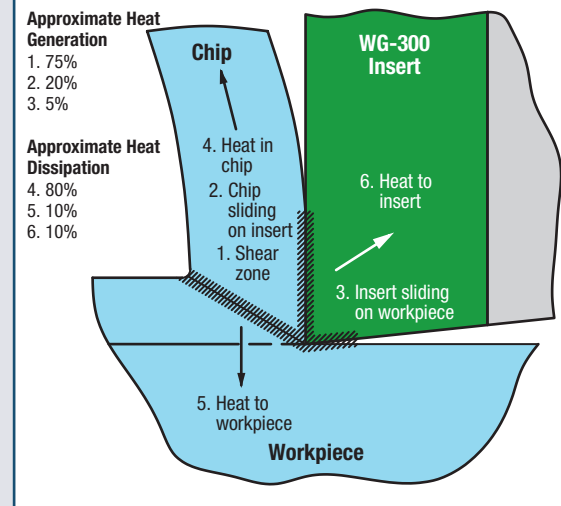 Approximate Heat
Generation
1. 75%
2. 20%
3. 5%
Approximate Heat
Dissipation
4. 80%
5. 10%
6. 10%
Chip
4. Heat in
chip
2. Chip
sliding
on insert
1. Shear
zone
WG-300
Insert
6. Heat to
insert
3. Insert sliding
on workpiece
5. Heat to
workpiece
Workpiece